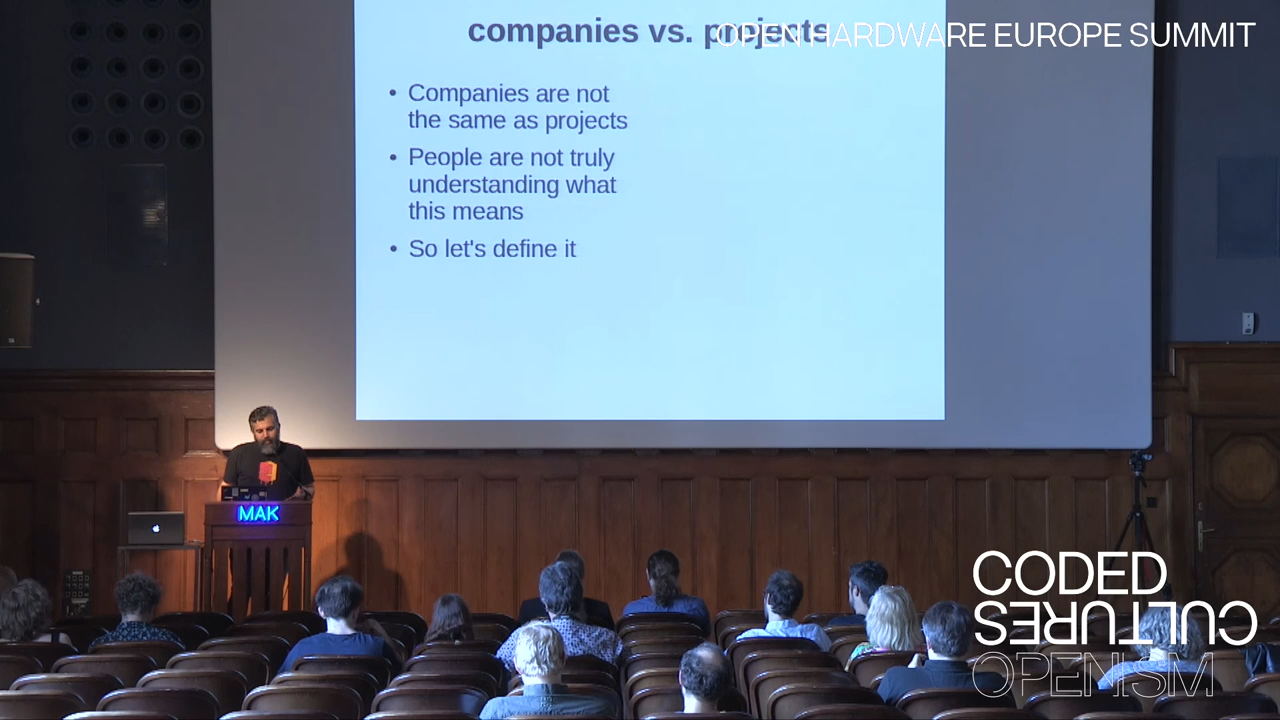 companies vs. projects
OPEN HARDWARE EUROPE SUMMIT
• Companies are not
the same as projects
• People are not truly
understanding what
this means
• So let's define it
MAK
CODED
CULTURES
OPENISM